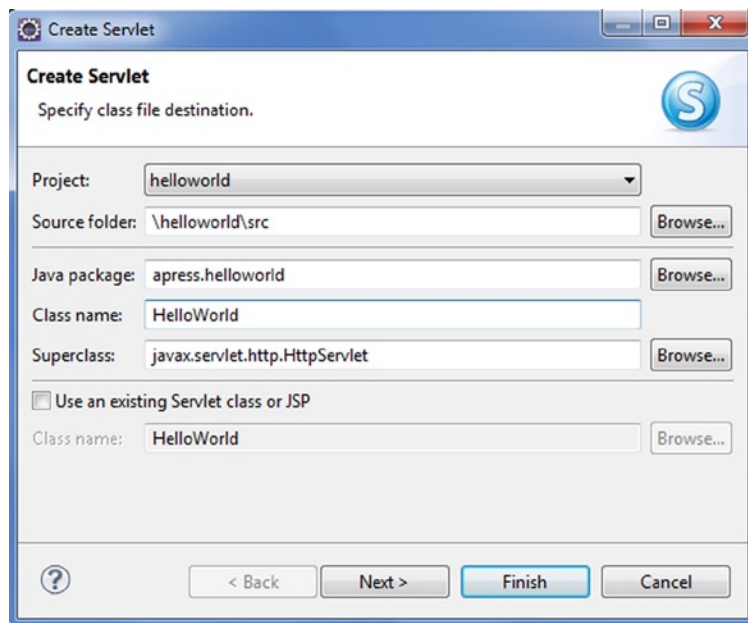 Create Servlet
Create Servlet
Specify class file destination.
S
Project: helloworld
Source folder: \helloworld\src Browse...
Java package: apress.helloworld Browse...
Class name: HelloWorld
Superclass: javax.servlet.http.HttpServlet Browse...
Use an existing Servlet class or JSP
Class name: HelloWorld Browse...
? < Back Next > Finish Cancel